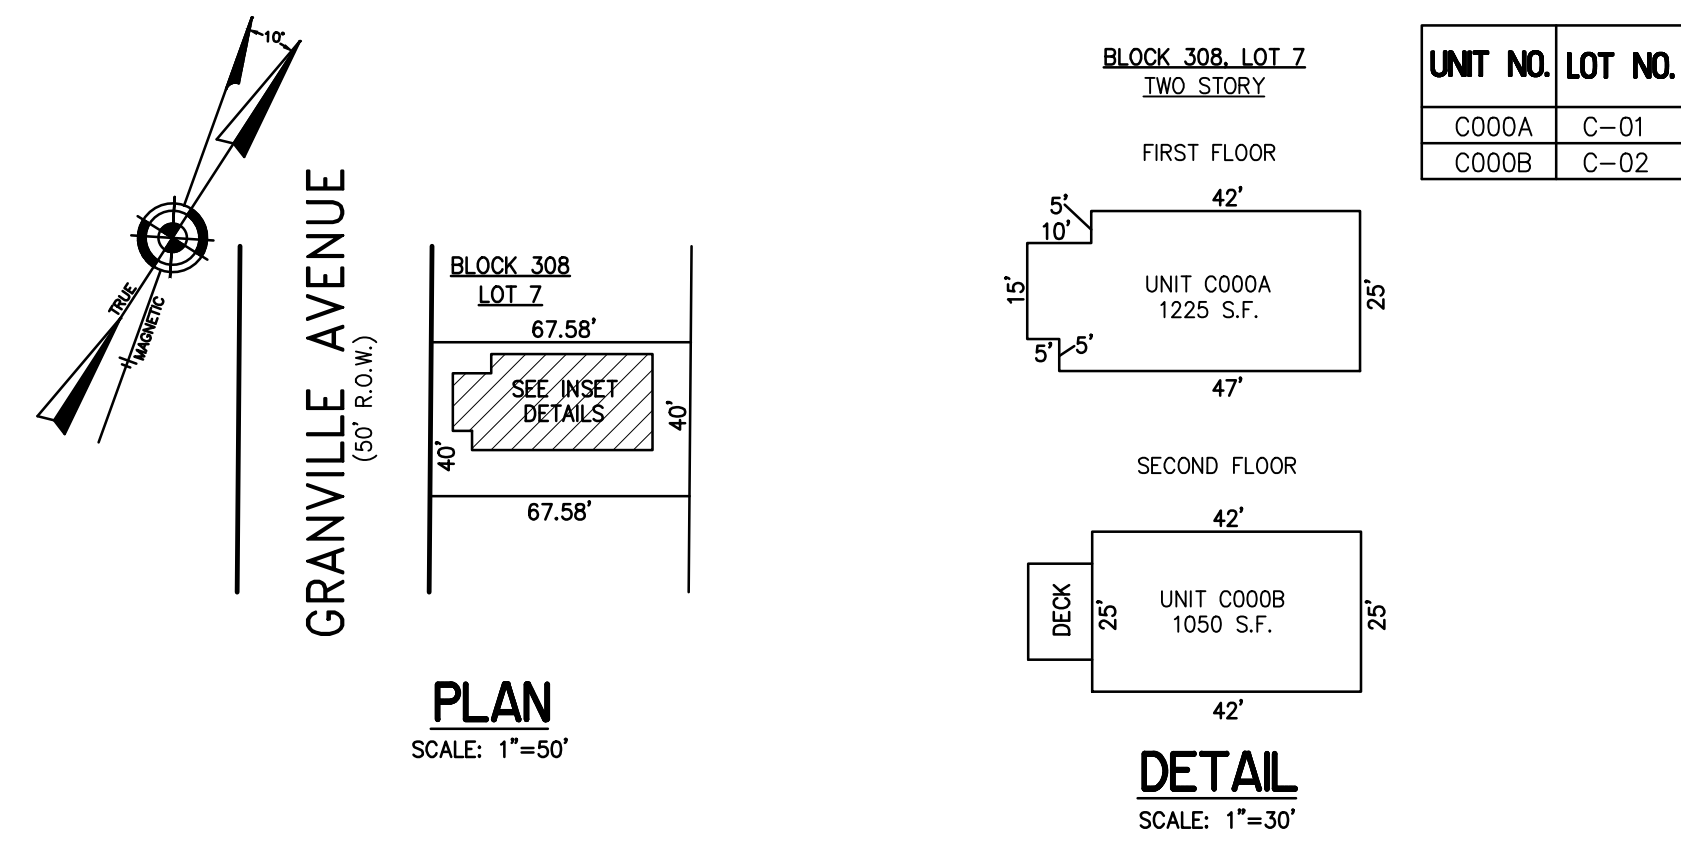 10°
TRUE
MAGNETIC
GRANVILLE AVENUE
(50' R.O.W.)
BLOCK 308
LOT 7
67.58'
SEE INSET
DETAILS
40'
40'
67.58'
PLAN
SCALE: 1"=50'
BLOCK 308, LOT 7
TWO STORY
FIRST FLOOR
42'
5'
10'
15'
UNIT C000A
1225 S.F.
25'
5'
5'
47'
SECOND FLOOR
42'
DECK
25'
UNIT C000B
1050 S.F.
25'
42'
DETAIL
SCALE: 1"=30'
UNIT NO. LOT NO.
C000A C-01
C000B C-02